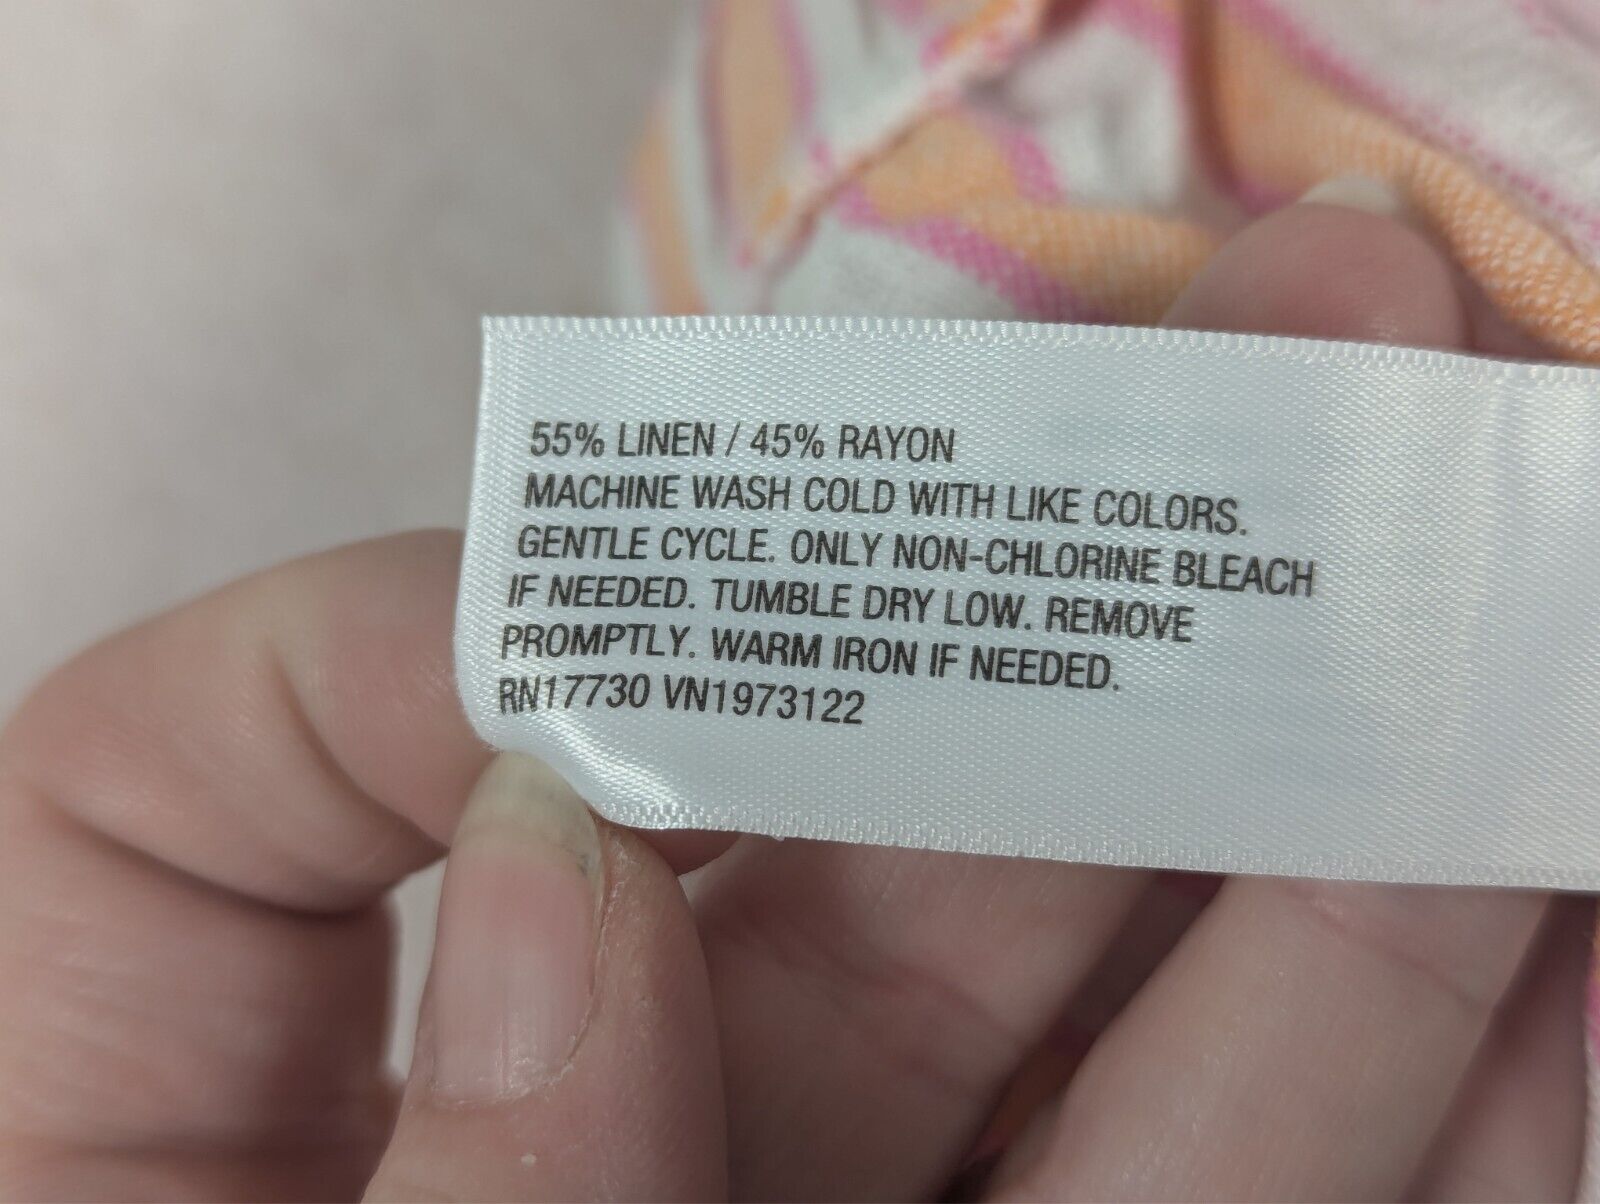 55% LINEN / 45% RAYON
MACHINE WASH COLD WITH LIKE COLORS.
GENTLE CYCLE. ONLY NON-CHLORINE BLEACH
IF NEEDED. TUMBLE DRY LOW. REMOVE
PROMPTLY. WARM IRON IF NEEDED.
RN17730 VN1973122